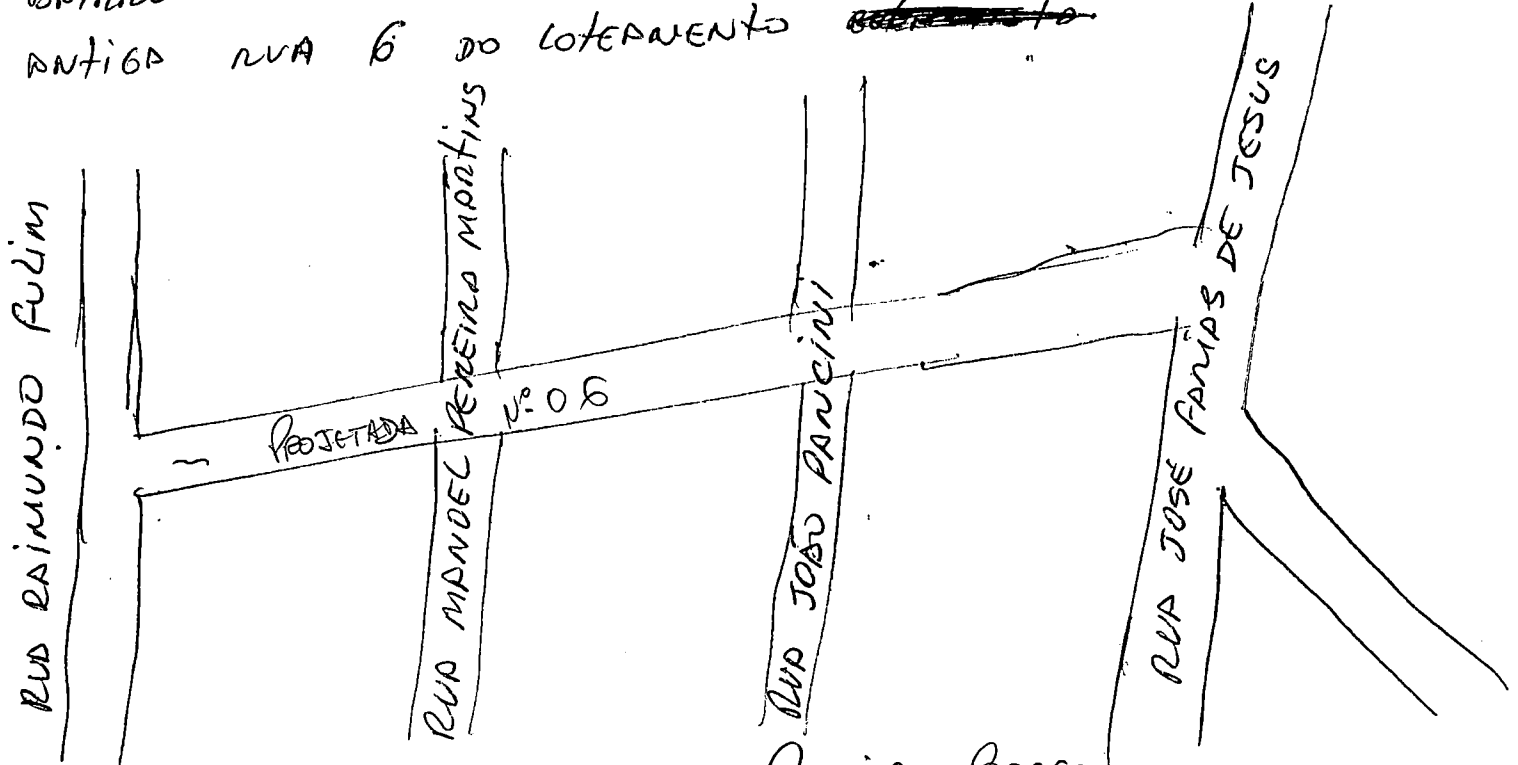 ANTIGA RUA 6 DO LOTEAMENTO
RUA RAIMUNDO FULIM
RUA MANOEL PEREIRA MARTINS
PROJETADA Nº 06
RUA JOÃO PANCINI
RUA JOSÉ FARIAS DE JESUS